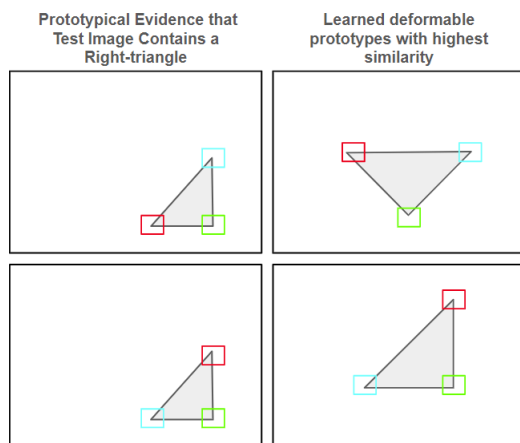 Prototypical Evidence that
Test Image Contains a
Right-triangle
Learned deformable
prototypes with highest
similarity